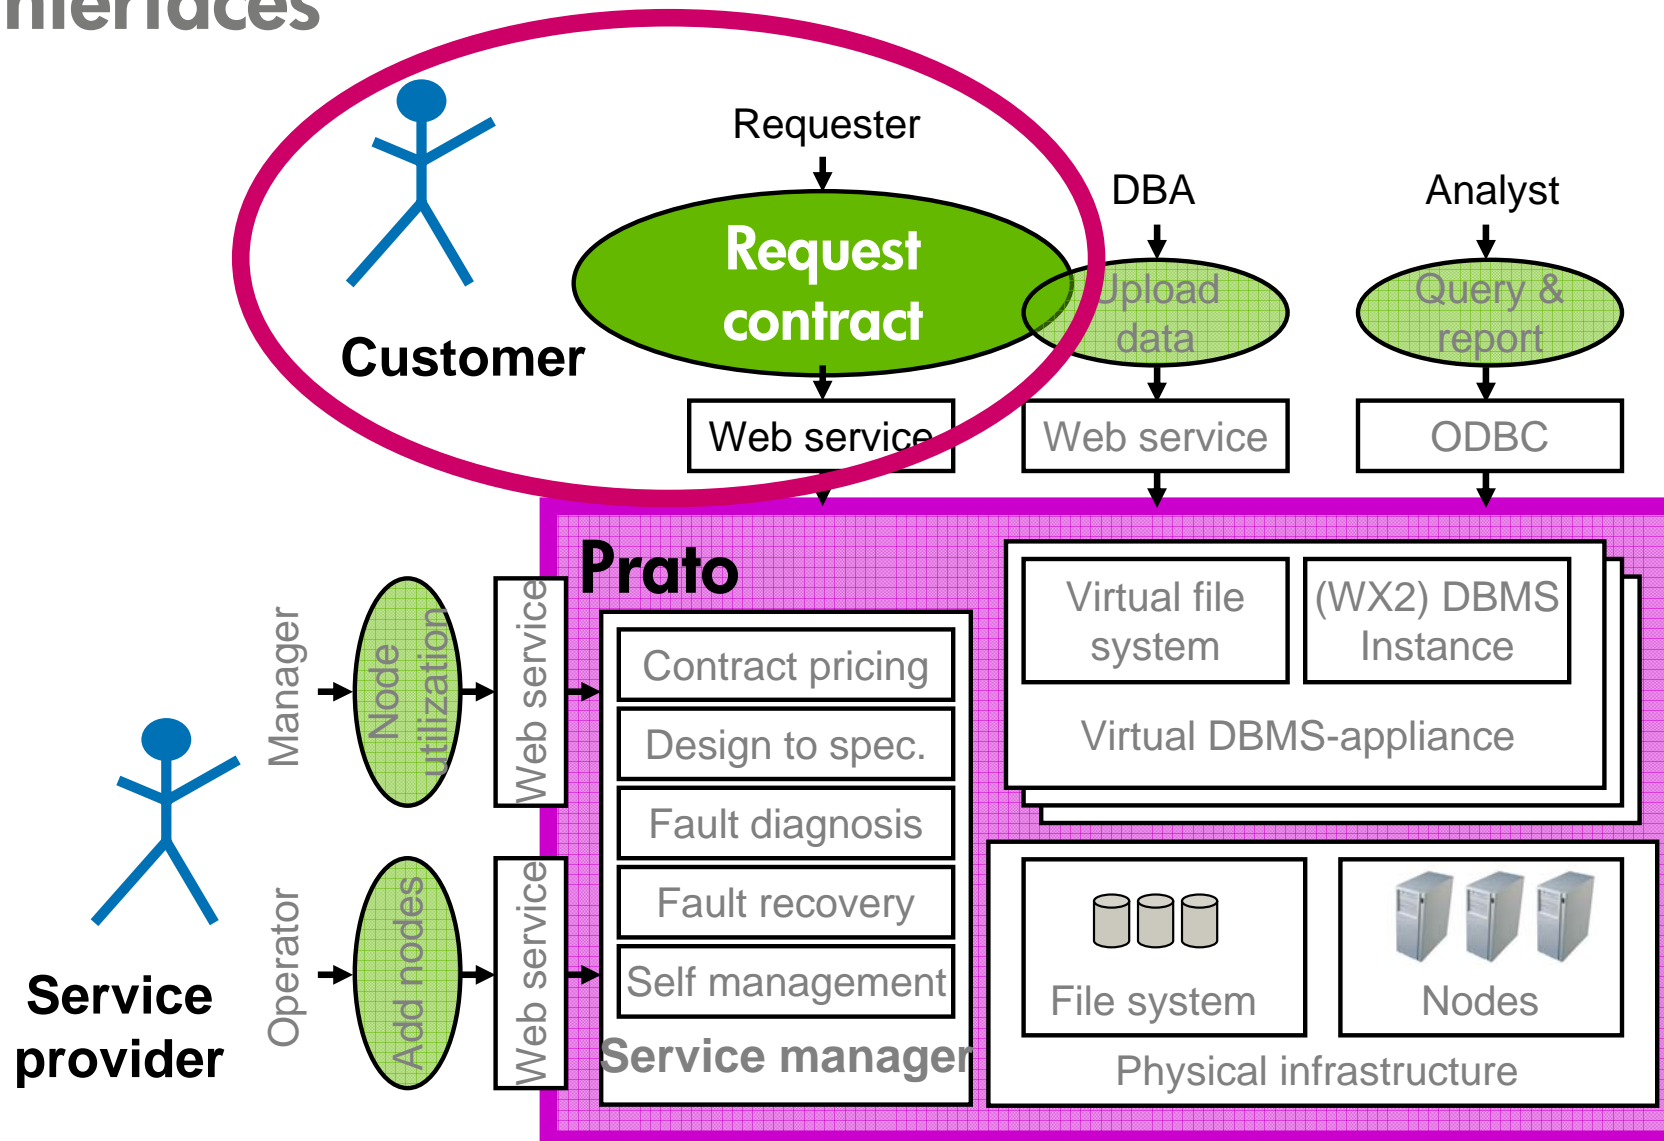 nterfaces
Requester
DBA
Analyst
Request
contract
Upload
data
Query &
report
Customer
Web service
Web service
ODBC
Prato
Virtual file
system
(WX2) DBMS
Instance
Virtual DBMS-appliance
Manager
Node
utilization
Web service
Contract pricing
Design to spec.
Fault diagnosis
Fault recovery
Self management
Service manager
Operator
Add nodes
Web service
Service
provider
File system
Nodes
Physical infrastructure